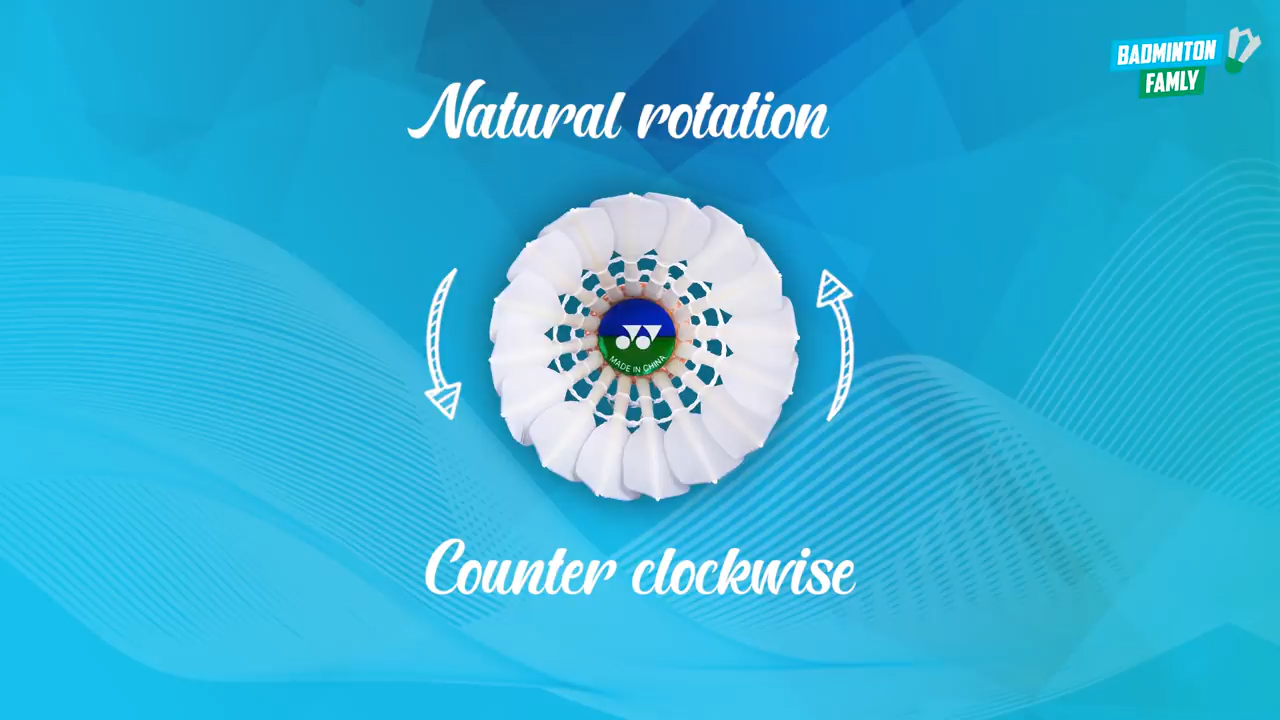 BADMINTON
FAMLY
Natural rotation
MADE IN CHINA
Counter clockwise